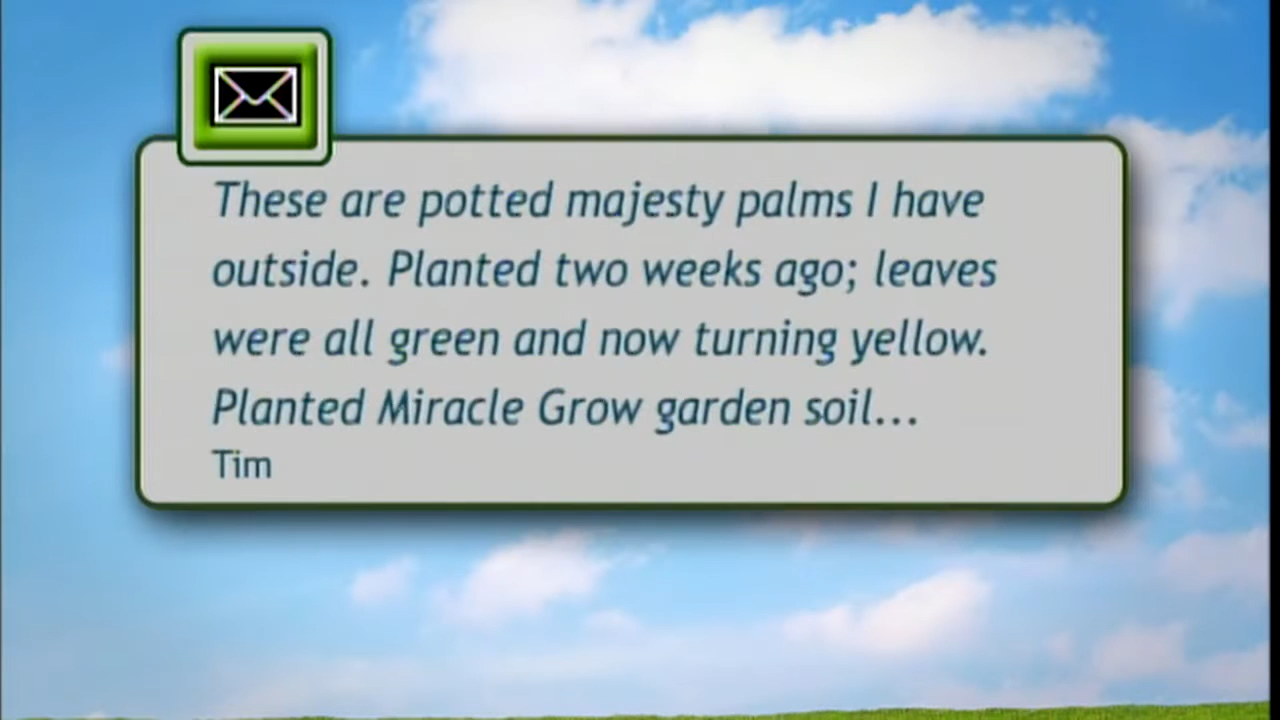 These are potted majesty palms I have
outside. Planted two weeks ago; leaves
were all green and now turning yellow.
Planted Miracle Grow garden soil...
Tim